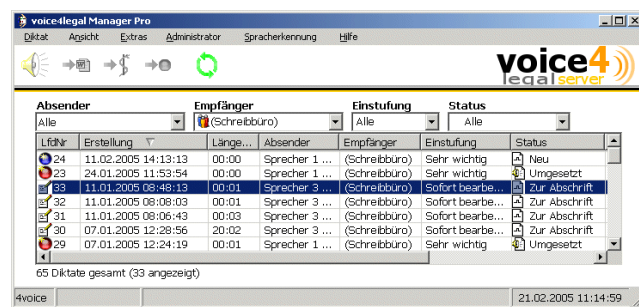 voice4legal Manager Pro
Diktat Ansicht Extras Administrator Spracherkennung Hilfe
voice4
legal server
Absender Empfänger Einstufung Status
Alle (Schreibbüro) Alle Alle
LfdNr Erstellung Länge... Absender Empfänger Einstufung Status
24 11.02.2005 14:13:13 00:00 Sprecher 1 ... (Schreibbüro) Sehr wichtig Neu
23 24.01.2005 11:53:54 00:00 Sprecher 1 ... (Schreibbüro) Sehr wichtig Umgesetzt
33 11.01.2005 08:48:13 00:01 Sprecher 3 ... (Schreibbüro) Sofort bearbe... Zur Abschrift
32 11.01.2005 08:08:03 00:01 Sprecher 3 ... (Schreibbüro) Sofort bearbe... Zur Abschrift
31 11.01.2005 08:06:43 00:03 Sprecher 3 ... (Schreibbüro) Sofort bearbe... Zur Abschrift
30 07.01.2005 12:28:56 20:02 Sprecher 3 ... (Schreibbüro) Sofort bearbe... Zur Abschrift
29 07.01.2005 12:24:19 00:01 Sprecher 1 ... (Schreibbüro) Sehr wichtig Umgesetzt
65 Diktate gesamt (33 angezeigt)
4voice 21.02.2005 11:14:59